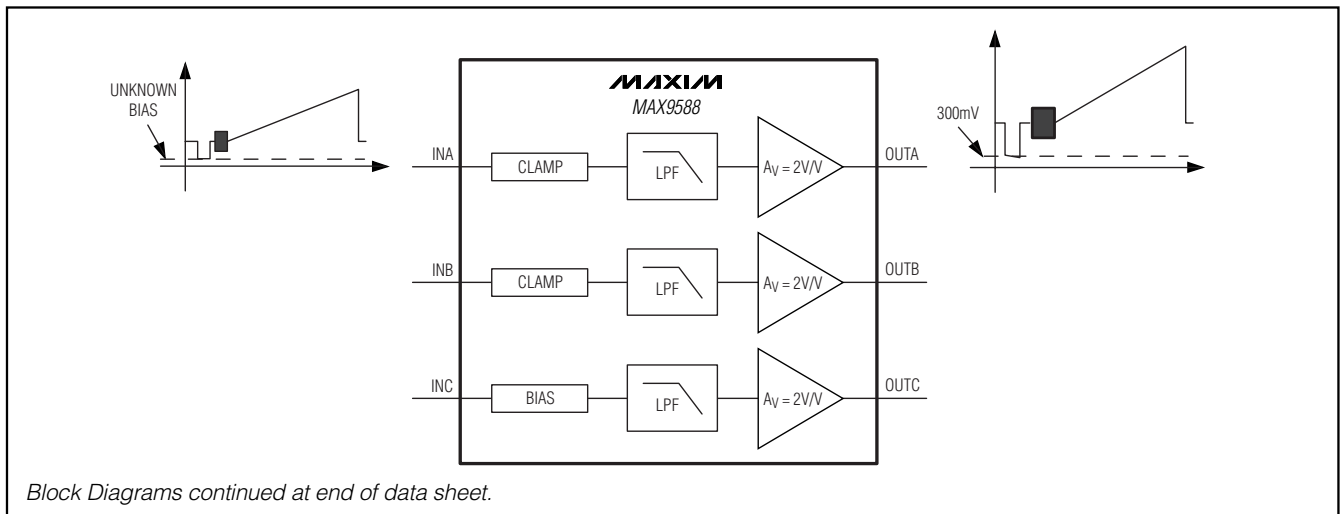 UNKNOWN
BIAS
MAXIM
MAX9588
300mV
INA
CLAMP
LPF
AV = 2V/V
OUTA
INB
CLAMP
LPF
AV = 2V/V
OUTB
INC
BIAS
LPF
AV = 2V/V
OUTC
Block Diagrams continued at end of data sheet.